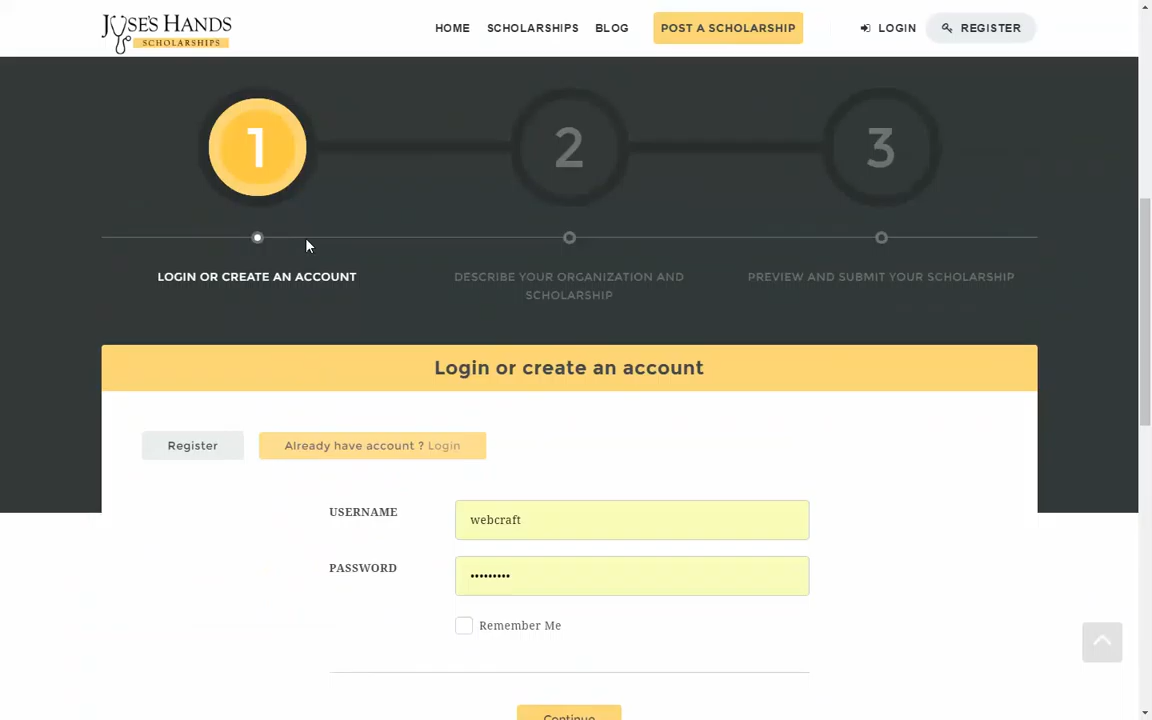 JOSE'S HANDS
SCHOLARSHIPS
HOME SCHOLARSHIPS BLOG POST A SCHOLARSHIP LOGIN REGISTER
1 2 3
LOGIN OR CREATE AN ACCOUNT
DESCRIBE YOUR ORGANIZATION AND
SCHOLARSHIP
PREVIEW AND SUBMIT YOUR SCHOLARSHIP
Login or create an account
Register
Already have account ? Login
USERNAME
webcraft
PASSWORD
•••••••••
Remember Me
Continue